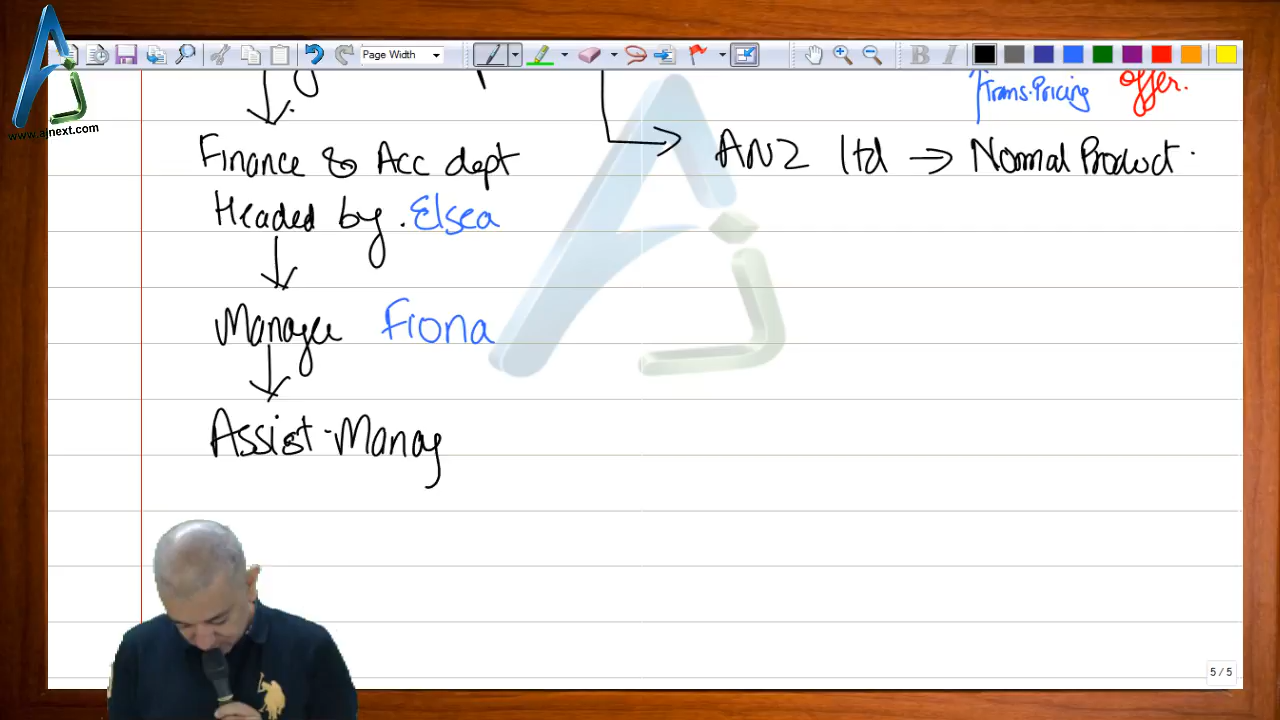 Page Width
B I
www.ajnext.com
Trans.Pricing offer.
Finance & Acc dept
ANZ ltd → Normal Product.
Headed by. Elsea
Manager Fiona
Assist-Manag
5 / 5